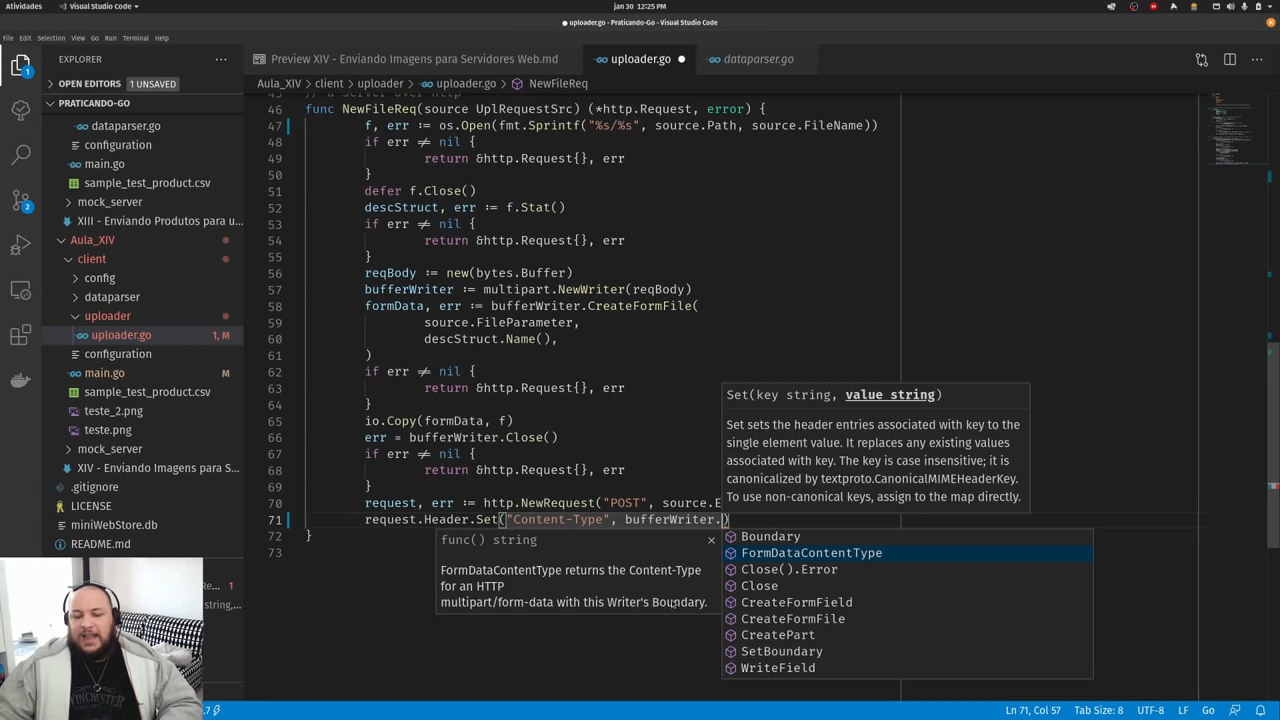 Atividades
Visual Studio Code
jan 30 12:25 PM
● uploader.go - Praticando-Go - Visual Studio Code
File Edit Selection View Go Run Terminal Help
EXPLORER
Preview XIV - Enviando Imagens para Servidores Web.md
uploader.go ●
dataparser.go
OPEN EDITORS 1 UNSAVED
Aula_XIV > client > uploader > uploader.go > NewFileReq
PRATICANDO-GO
dataparser.go
configuration
main.go
sample_test_product.csv
mock_server
XIII - Enviando Produtos para u...
Aula_XIV
client
config
dataparser
uploader
uploader.go 1, M
configuration
main.go M
sample_test_product.csv
teste_2.png
teste.png
mock_server
XIV - Enviando Imagens para S...
.gitignore
LICENSE
miniWebStore.db
README.md
1
2
46 func NewFileReq(source UplRequestSrc) (*http.Request, error) {
47 f, err := os.Open(fmt.Sprintf("%s/%s", source.Path, source.FileName))
48 if err ≠ nil {
49 return &http.Request{}, err
50 }
51 defer f.Close()
52 descStruct, err := f.Stat()
53 if err ≠ nil {
54 return &http.Request{}, err
55 }
56 reqBody := new(bytes.Buffer)
57 bufferWriter := multipart.NewWriter(reqBody)
58 formData, err := bufferWriter.CreateFormFile(
59 source.FileParameter,
60 descStruct.Name(),
61 )
62 if err ≠ nil {
63 return &http.Request{}, err
64 }
65 io.Copy(formData, f)
66 err = bufferWriter.Close()
67 if err ≠ nil {
68 return &http.Request{}, err
69 }
70 request, err := http.NewRequest("POST", source.E
71 request.Header.Set("Content-Type", bufferWriter.)
72 }
73
Set(key string, value string)
Set sets the header entries associated with key to the
single element value. It replaces any existing values
associated with key. The key is case insensitive; it is
canonicalized by textproto.CanonicalMIMEHeaderKey.
To use non-canonical keys, assign to the map directly.
func() string
FormDataContentType returns the Content-Type
for an HTTP
multipart/form-data with this Writer's Boundary.
Boundary
FormDataContentType
Close().Error
Close
CreateFormField
CreateFormFile
CreatePart
SetBoundary
WriteField
Re... 1
string,...
WINCHESTER
.7
Ln 71, Col 57 Tab Size: 8 UTF-8 LF Go